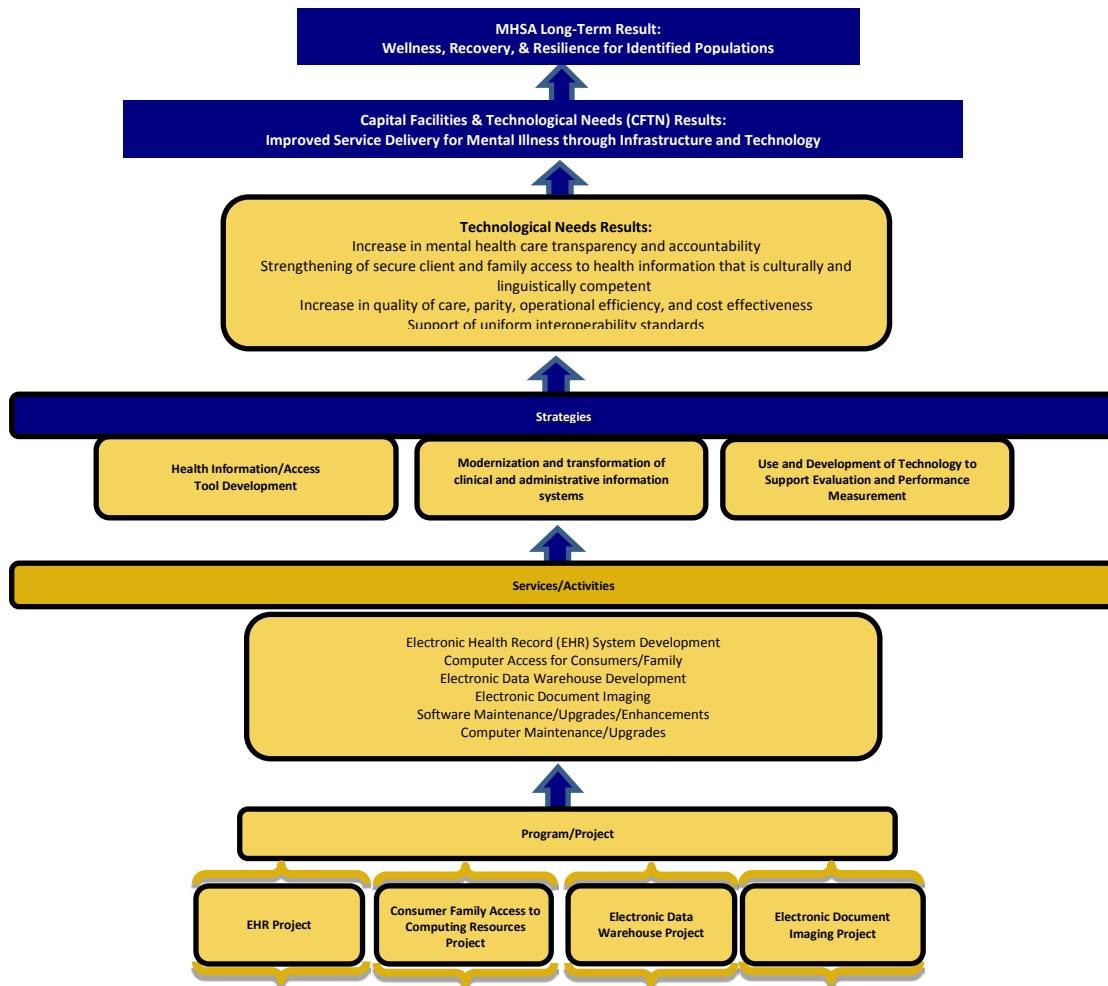 MHSA Long-Term Result:
Wellness, Recovery, & Resilience for Identified Populations
Capital Facilities & Technological Needs (CFTN) Results:
Improved Service Delivery for Mental Illness through Infrastructure and Technology
Technological Needs Results:
Increase in mental health care transparency and accountability
Strengthening of secure client and family access to health information that is culturally and
linguistically competent
Increase in quality of care, parity, operational efficiency, and cost effectiveness
Support of uniform interoperability standards
Strategies
Health Information/Access
Tool Development
Modernization and transformation of
clinical and administrative information
systems
Use and Development of Technology to
Support Evaluation and Performance
Measurement
Services/Activities
Electronic Health Record (EHR) System Development
Computer Access for Consumers/Family
Electronic Data Warehouse Development
Electronic Document Imaging
Software Maintenance/Upgrades/Enhancements
Computer Maintenance/Upgrades
Program/Project
EHR Project
Consumer Family Access to
Computing Resources
Project
Electronic Data
Warehouse Project
Electronic Document
Imaging Project